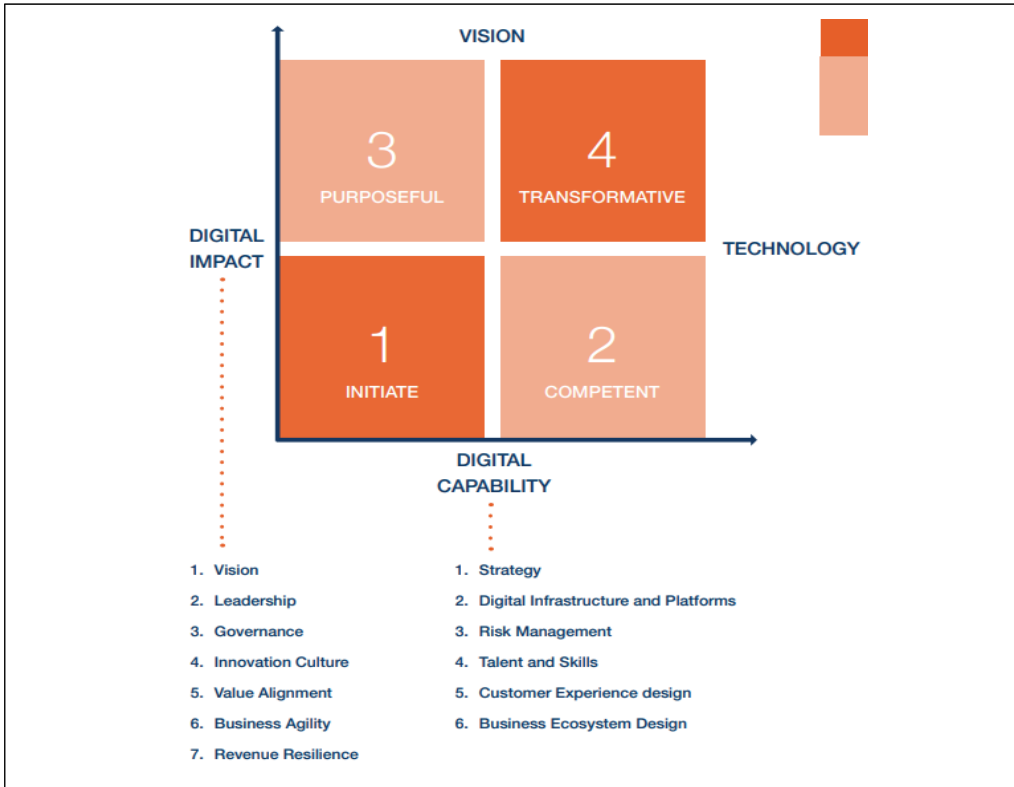 VISION
3
PURPOSEFUL
4
TRANSFORMATIVE
DIGITAL
IMPACT
TECHNOLOGY
1
INITIATE
2
COMPETENT
DIGITAL
CAPABILITY
1. Vision
2. Leadership
3. Governance
4. Innovation Culture
5. Value Alignment
6. Business Agility
7. Revenue Resilience
1. Strategy
2. Digital Infrastructure and Platforms
3. Risk Management
4. Talent and Skills
5. Customer Experience design
6. Business Ecosystem Design